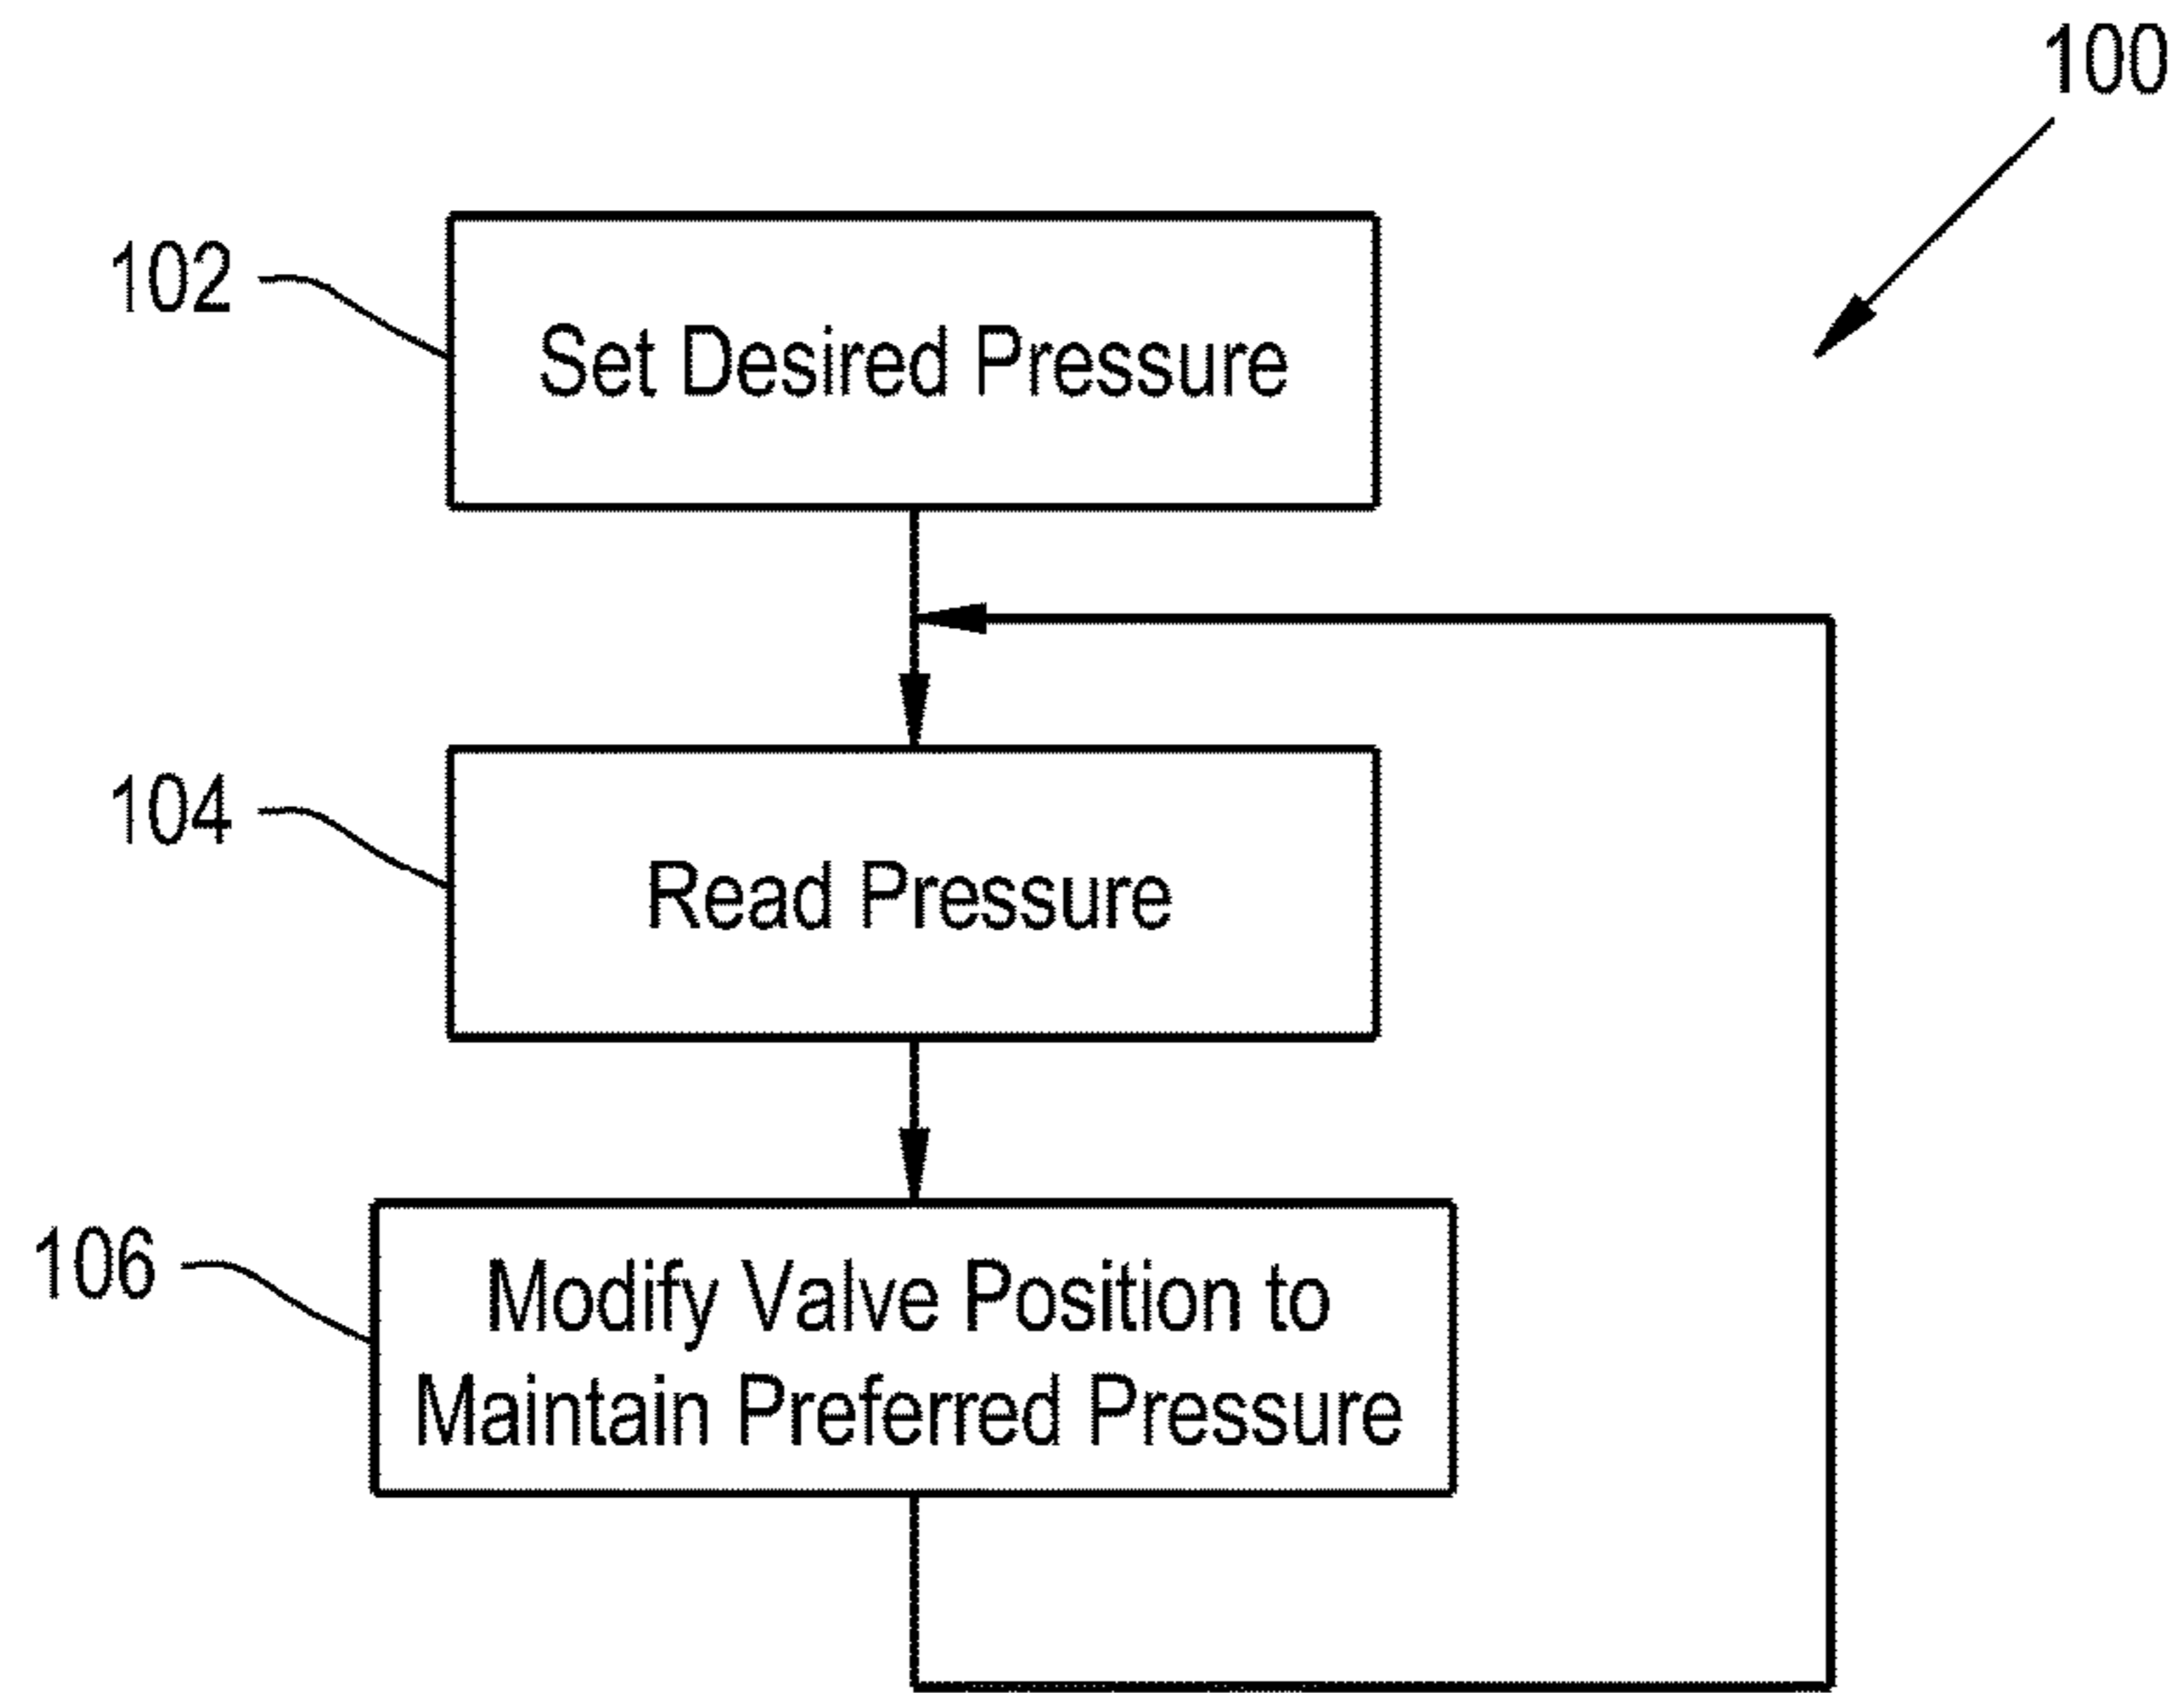 100
102
Set Desired Pressure
104
Read Pressure
106
Modify Valve Position to
Maintain Preferred Pressure